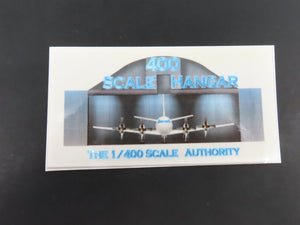 400
SCALE HANGAR
THE 1/400 SCALE AUTHORITY